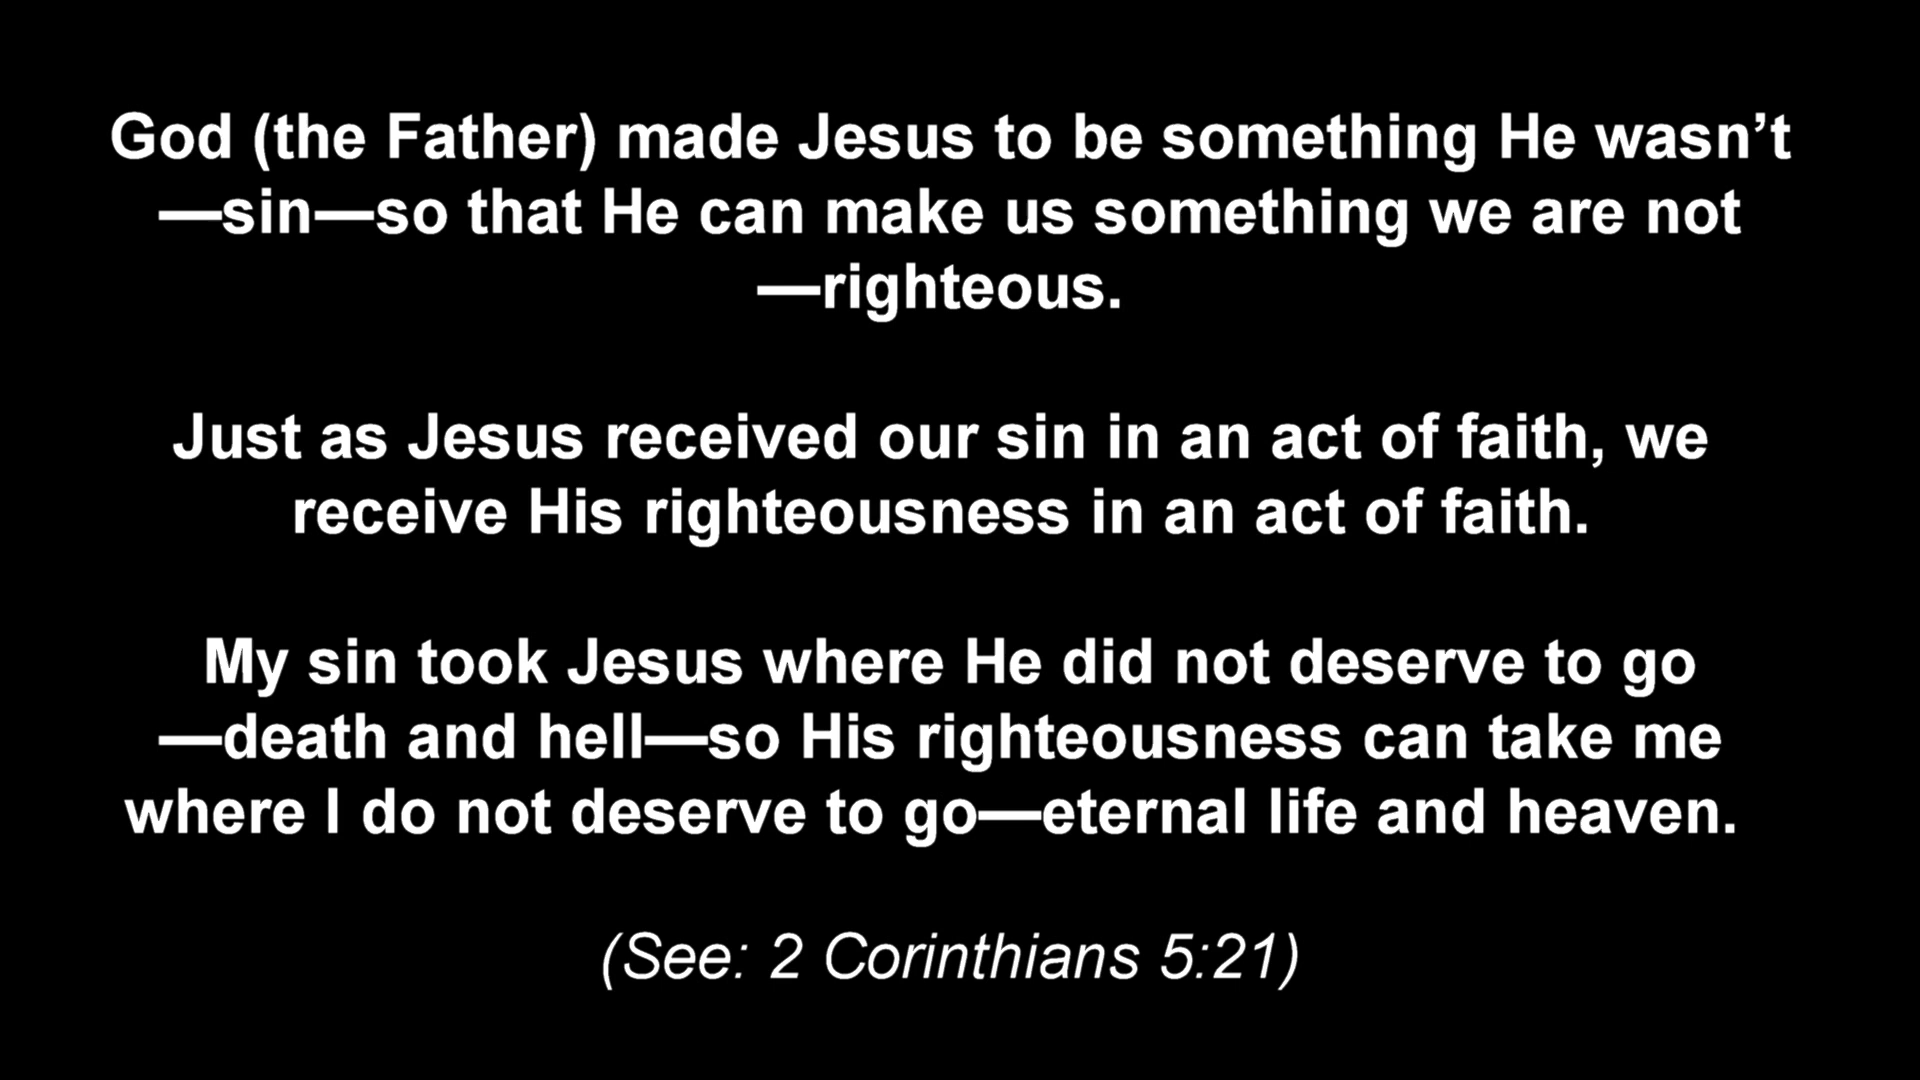 God (the Father) made Jesus to be something He wasn’t
—sin—so that He can make us something we are not
—righteous.
Just as Jesus received our sin in an act of faith, we
receive His righteousness in an act of faith.
My sin took Jesus where He did not deserve to go
—death and hell—so His righteousness can take me
where I do not deserve to go—eternal life and heaven.
(See: 2 Corinthians 5:21)